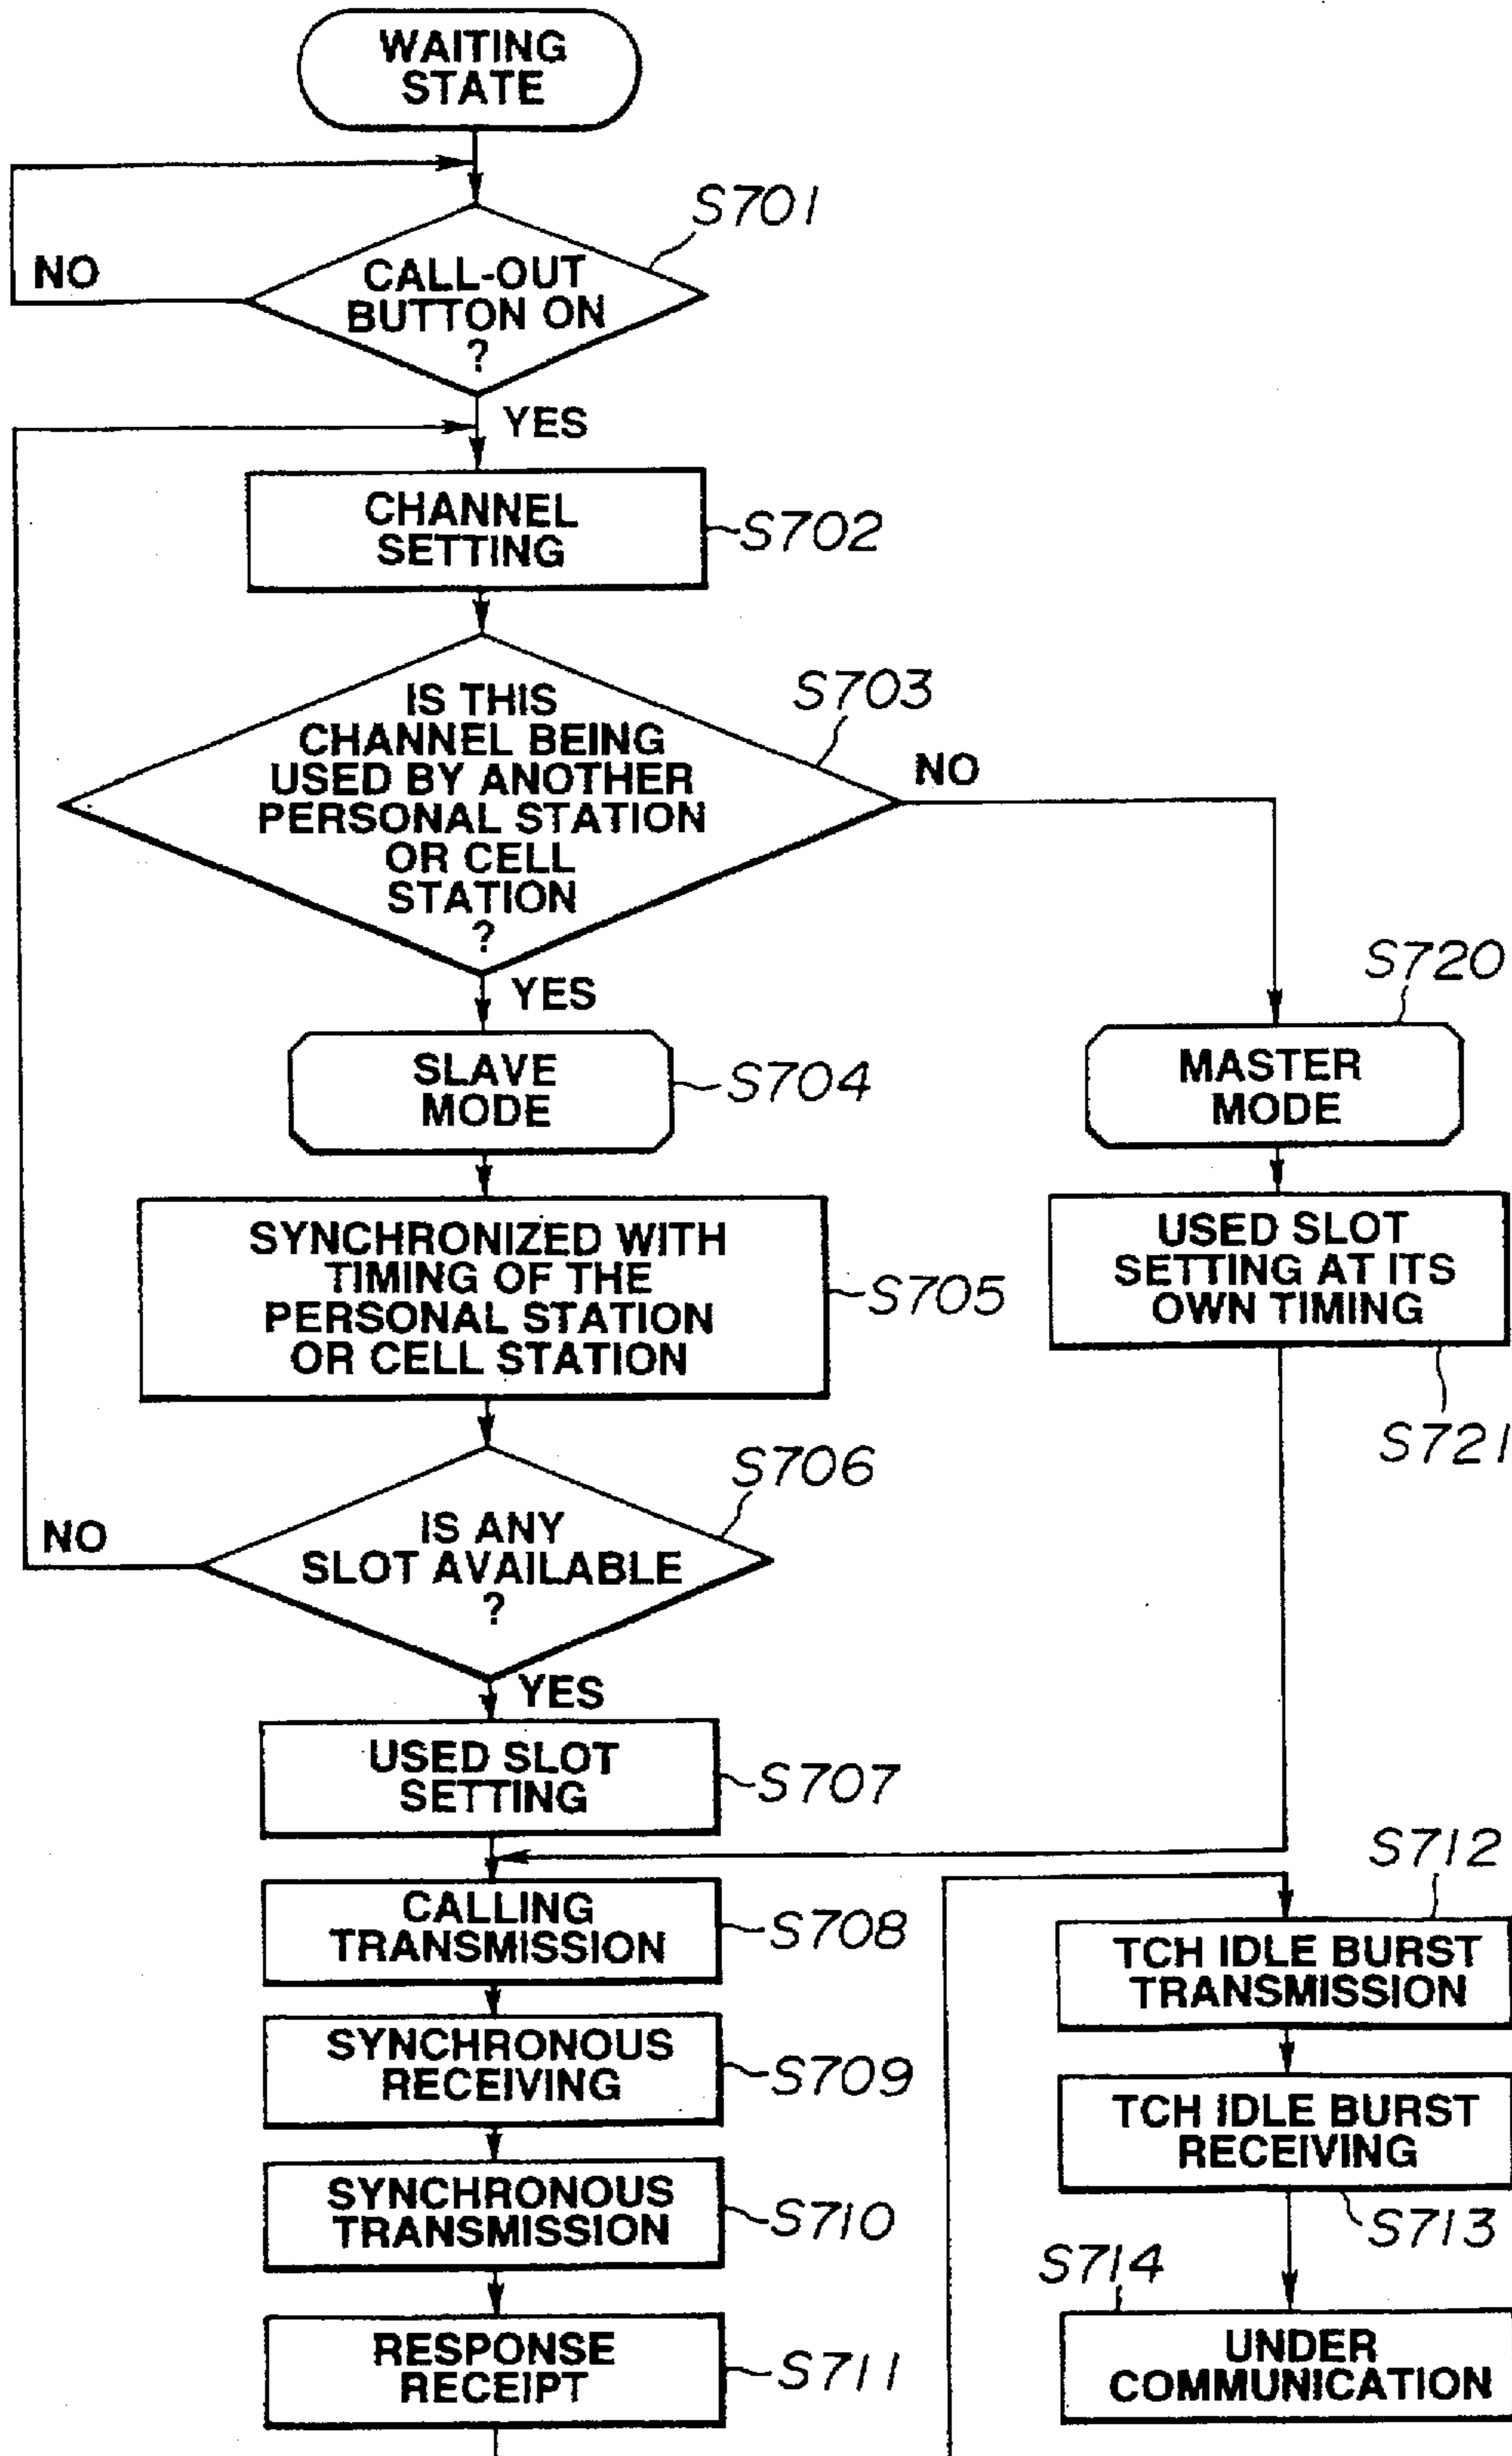 WAITING
STATE
S701
NO
CALL-OUT
BUTTON ON
?
YES
CHANNEL
SETTING
S702
S703
IS THIS
CHANNEL BEING
USED BY ANOTHER
PERSONAL STATION
OR CELL
STATION
?
NO
YES
S720
SLAVE
MODE
S704
MASTER
MODE
SYNCHRONIZED WITH
TIMING OF THE
PERSONAL STATION
OR CELL STATION
S705
USED SLOT
SETTING AT ITS
OWN TIMING
S721
S706
NO
IS ANY
SLOT AVAILABLE
?
YES
USED SLOT
SETTING
S707
CALLING
TRANSMISSION
S708
SYNCHRONOUS
RECEIVING
S709
SYNCHRONOUS
TRANSMISSION
S710
RESPONSE
RECEIPT
S711
S712
TCH IDLE BURST
TRANSMISSION
TCH IDLE BURST
RECEIVING
S713
S714
UNDER
COMMUNICATION